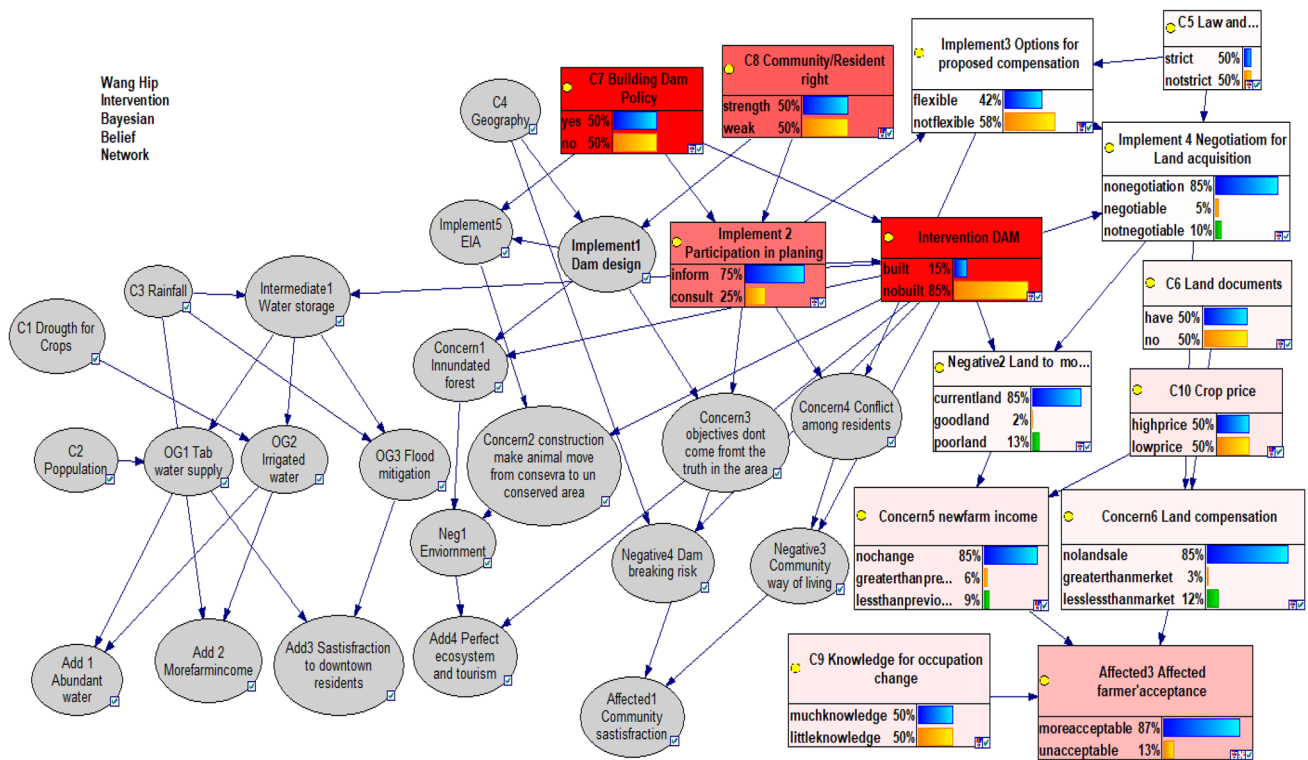 Wang Hip
Intervention
Bayesian
Belief
Network
C4
Geography
C7 Building Dam
Policy
yes 50%
no 50%
C8 Community/Resident
right
strength 50%
weak 50%
Implement3 Options for
proposed compensation
flexible 42%
notflexible 58%
C5 Law and...
strict 50%
notstrict 50%
Implement 4 Negotiatiom for
Land acquisition
nonegotiation 85%
negotiable 5%
notnegotiable 10%
Implement5
EIA
Implement1
Dam design
Implement 2
Participation in planing
inform 75%
consult 25%
Intervention DAM
built 15%
nobuilt 85%
C6 Land documents
have 50%
no 50%
C3 Rainfall
Intermediate1
Water storage
C1 Drougth for
Crops
Concern1
Innundated
forest
Negative2 Land to mo...
currentland 85%
goodland 2%
poorland 13%
C10 Crop price
highprice 50%
lowprice 50%
C2
Poppulation
OG1 Tab
water supply
OG2
Irrigated
water
OG3 Flood
mitigation
Concern2 construction
make animal move
from consevra to un
conserved area
Concern3
objectives dont
come fromt the
truth in the area
Concern4 Conflict
among residents
Concern5 newfarm income
nochange 85%
greaterthanpre... 6%
lessthanprevio... 9%
Concern6 Land compensation
nolandsale 85%
greaterthanmarket 3%
lesslessthanmarket 12%
Neg1
Enviornment
Negative4 Dam
breaking risk
Negative3
Community
way of living
Add 1
Abundant
water
Add 2
Morefarmincome
Add3 Sastisfraction
to downtown
residents
Add4 Perfect
ecosystem
and tourism
Affected1
Community
sastisfraction
C9 Knowledge for occupation
change
muchknowledge 50%
littleknowledge 50%
Affected3 Affected
farmer'acceptance
moreacceptable 87%
unacceptable 13%